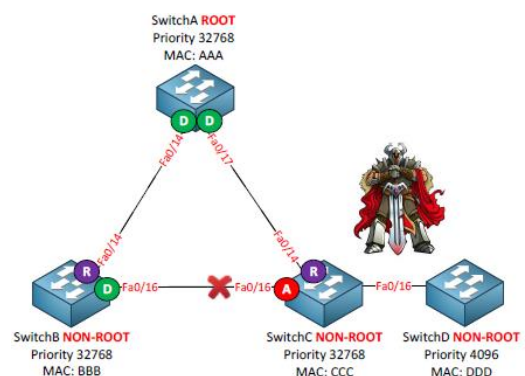 SwitchA ROOT
Priority 32768
MAC: AAA
D D
Fa0/14 Fa0/17
Fa0/14 Fa0/14
R R
D Fa0/16 Fa0/16 A Fa0/16
SwitchB NON-ROOT
Priority 32768
MAC: BBB
SwitchC NON-ROOT
Priority 32768
MAC: CCC
SwitchD NON-ROOT
Priority 4096
MAC: DDD